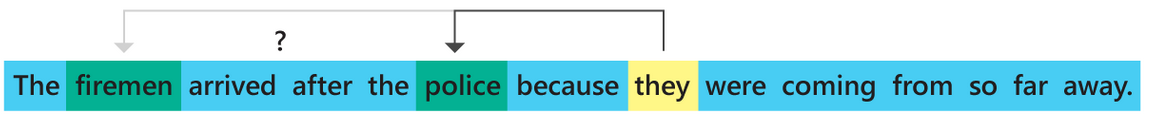 ?
The firemen arrived after the police because they were coming from so far away.